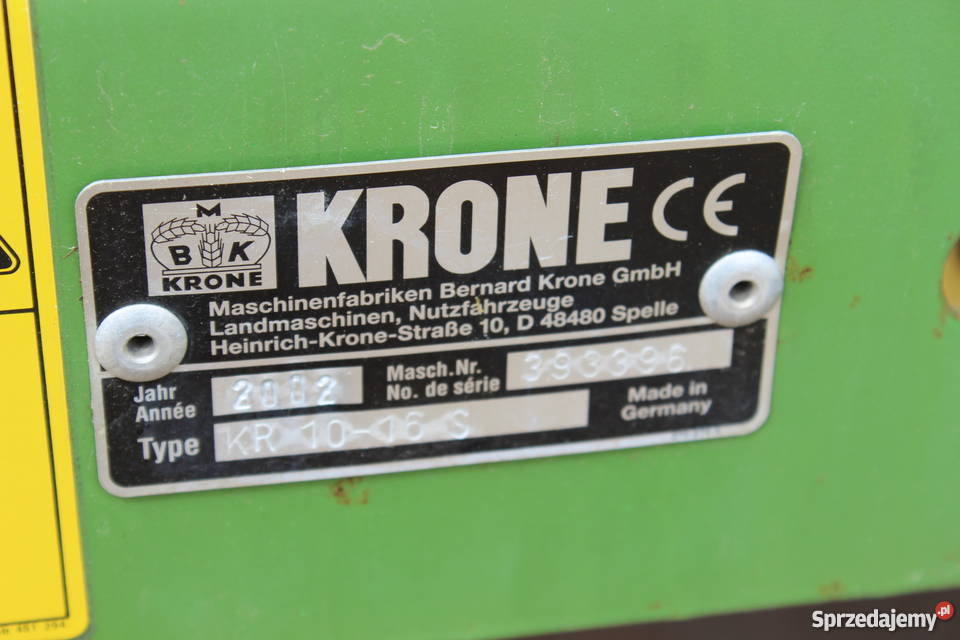 M
B K
KRONE
KRONE CE
Maschinenfabriken Bernard Krone GmbH
Landmaschinen, Nutzfahrzeuge
Heinrich-Krone-Straße 10, D 48480 Spelle
Jahr
Année
2002
Masch.Nr.
No. de série
393396
Made in
Germany
Type KR 10-16 S
Sprzedajemy.pl